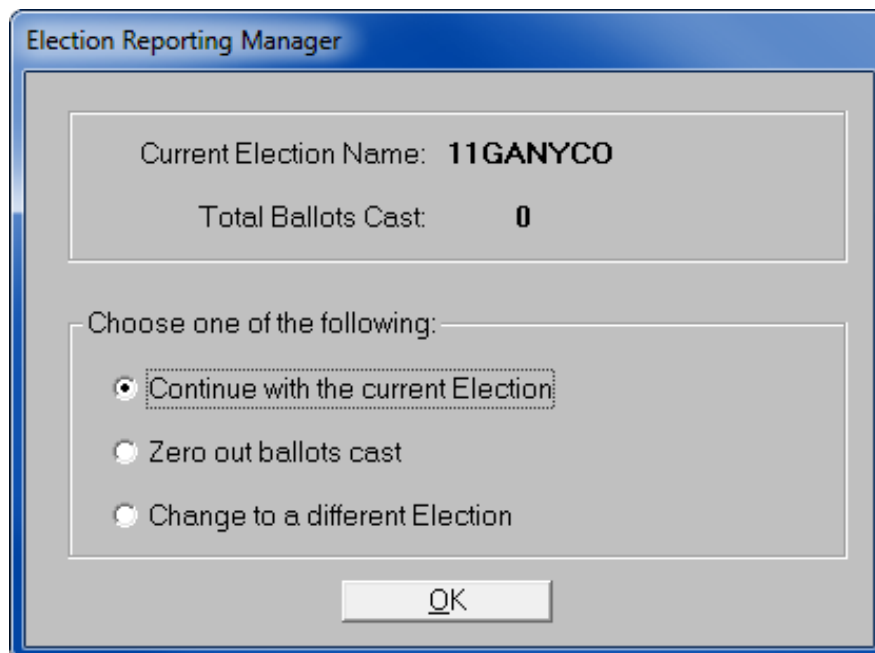 Election Reporting Manager
Current Election Name: 11GANYCO
Total Ballots Cast: 0
Choose one of the following:
Continue with the current Election
Zero out ballots cast
Change to a different Election
OK